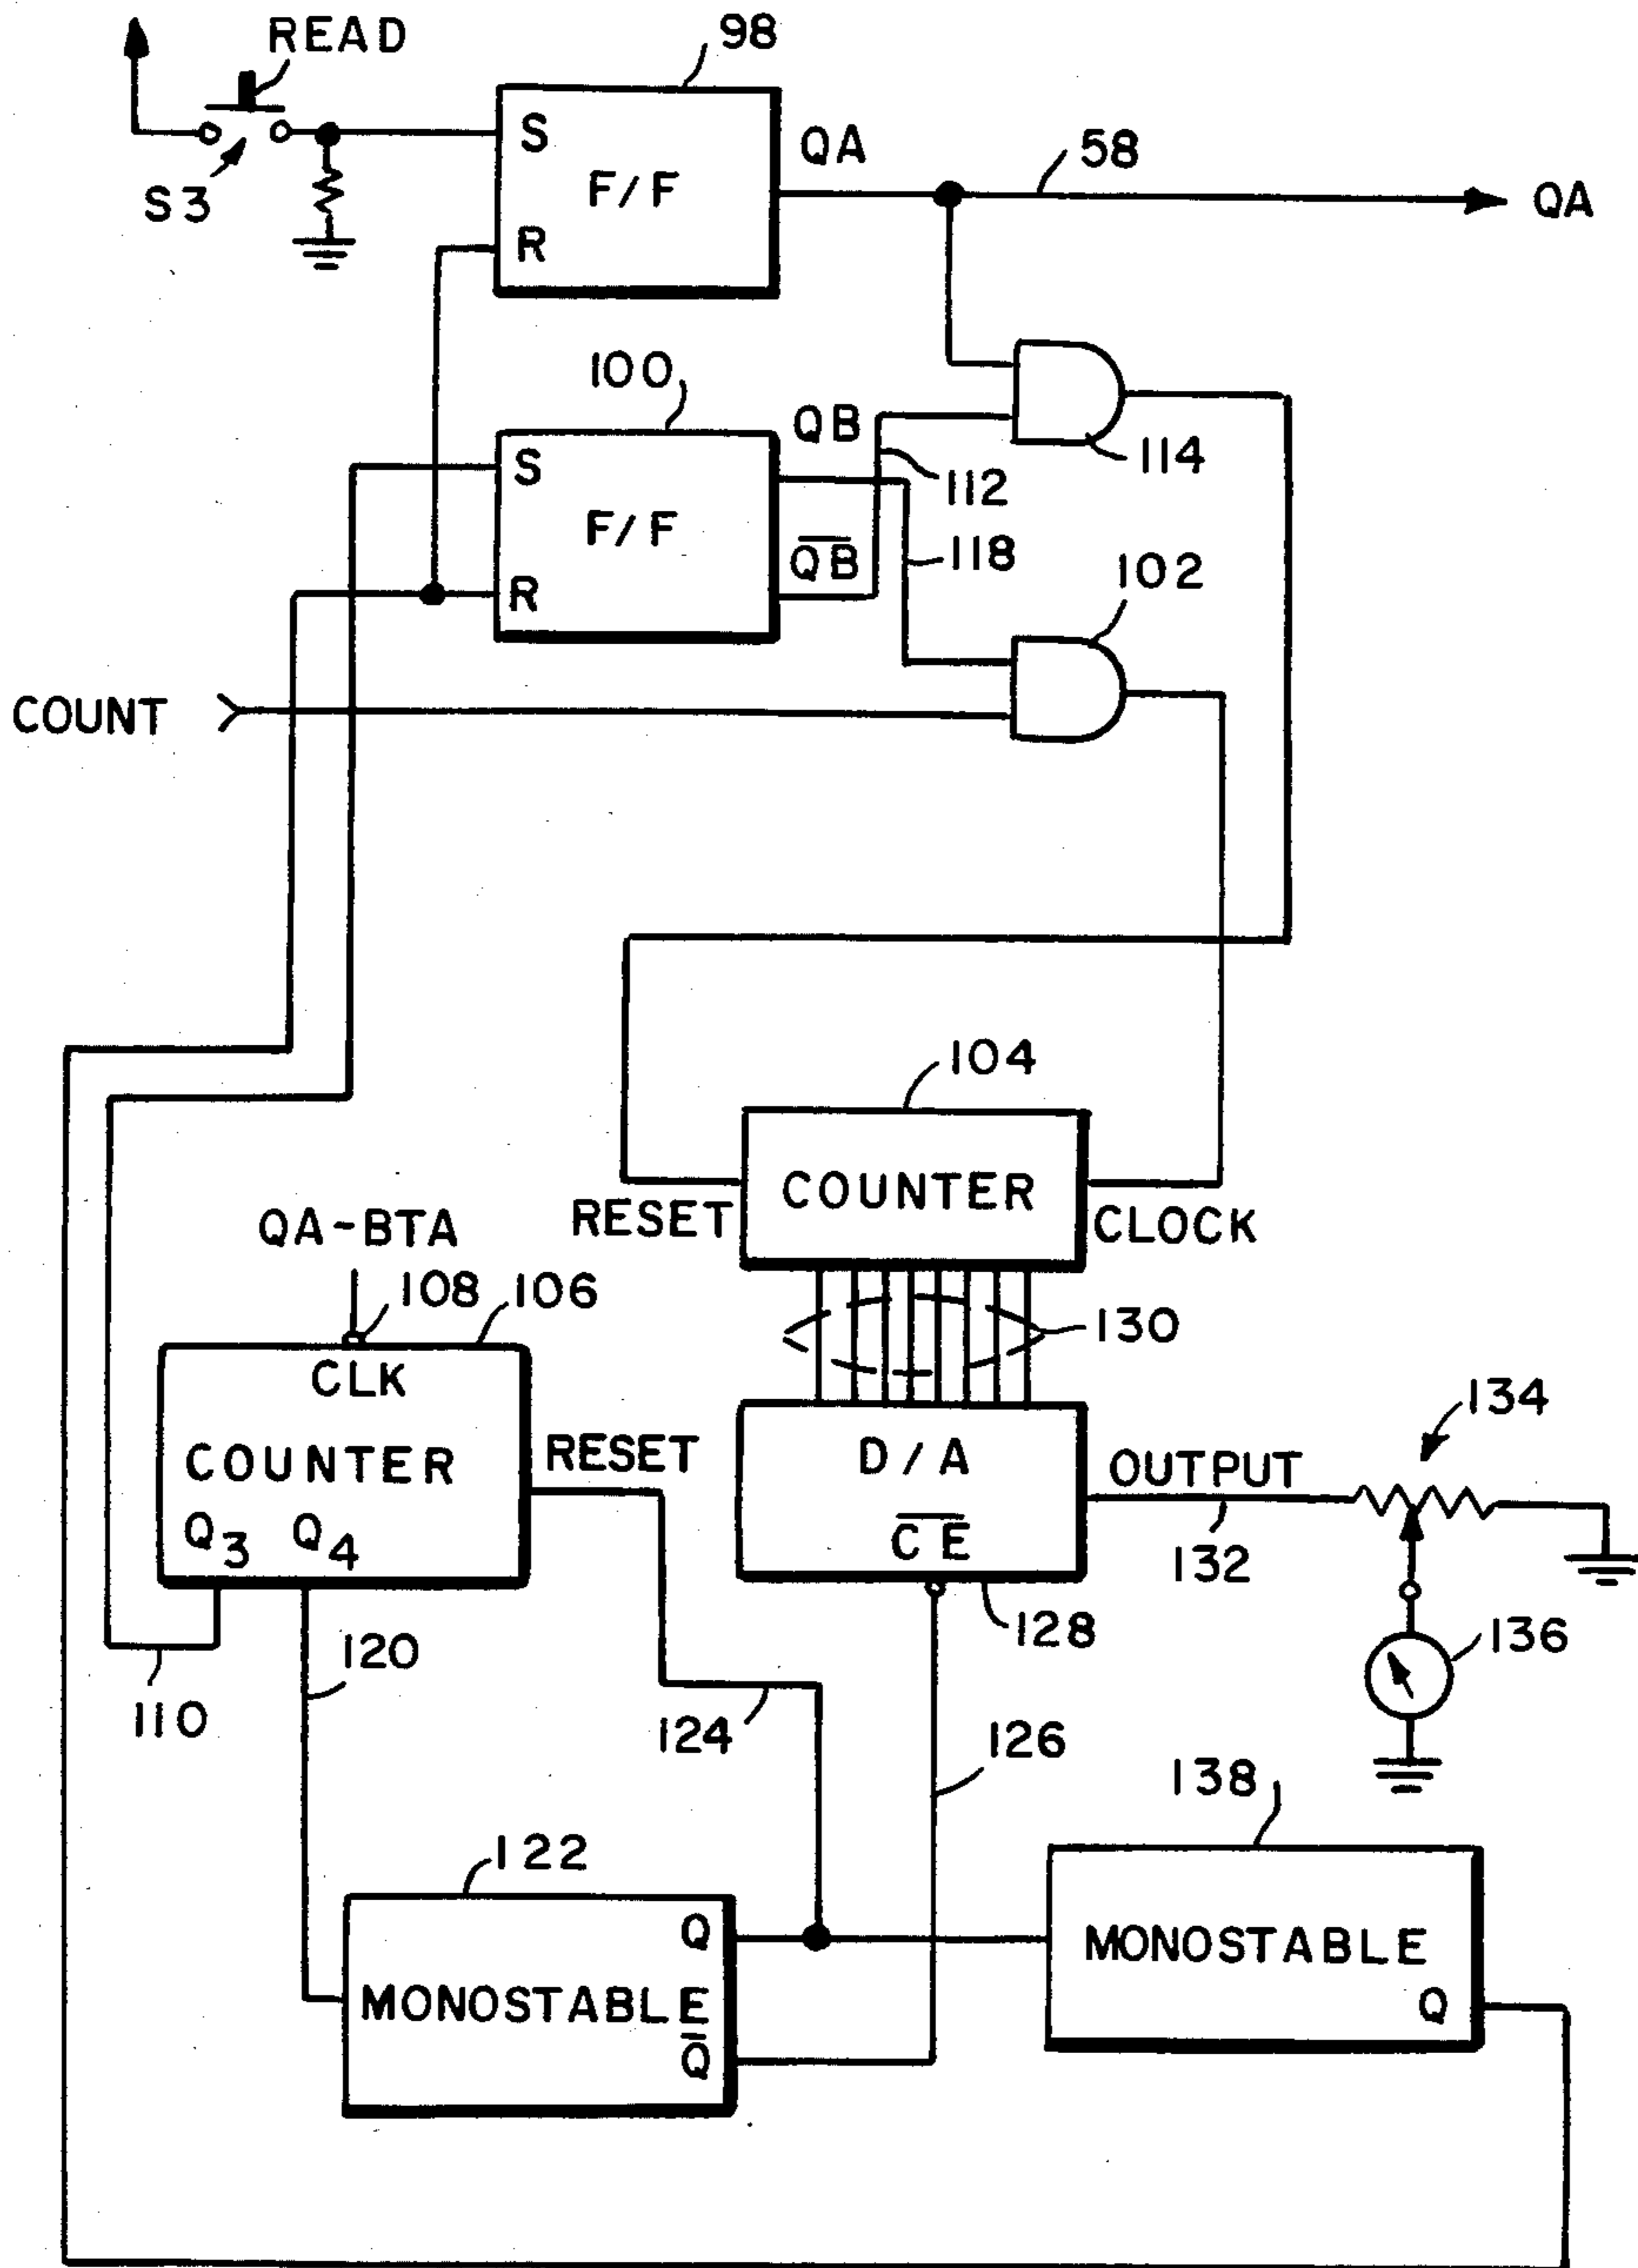 READ
98
S3
S
F/F
R
QA
58
QA
100
S
F/F
R
QB
Q̅B̅
112
118
114
102
COUNT
104
COUNTER
RESET
CLOCK
QA-BTA
108
106
CLK
COUNTER
Q3
Q4
RESET
130
D/A
C̅E̅
OUTPUT
132
134
128
136
110
120
124
126
138
122
Q
MONOSTABLE
Q̅
MONOSTABLE
Q